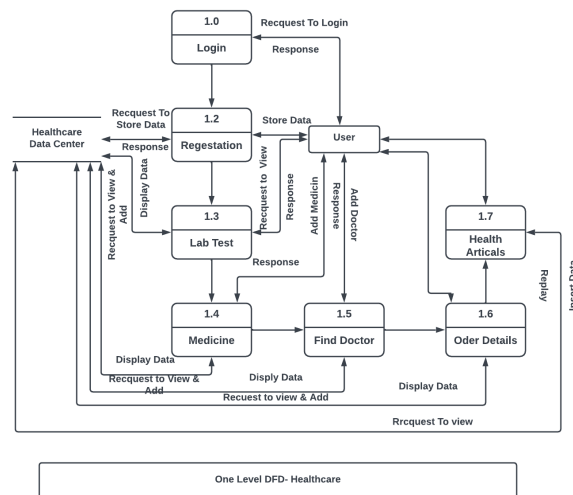 1.0
Login
Recquest To Login
Response
Healthcare
Data Center
Recquest To
Store Data
Response
1.2
Regestation
Store Data
User
Display Data
Recquest to View &
Add
Recquest to View
Response
Add Medicin
Response
Add Doctor
1.3
Lab Test
Response
1.7
Health
Articals
Replay
Insert Data
1.4
Medicine
1.5
Find Doctor
1.6
Oder Details
Display Data
Recquest to View &
Add
Disply Data
Recuest to view & Add
Display Data
Rrcquest To view
One Level DFD- Healthcare